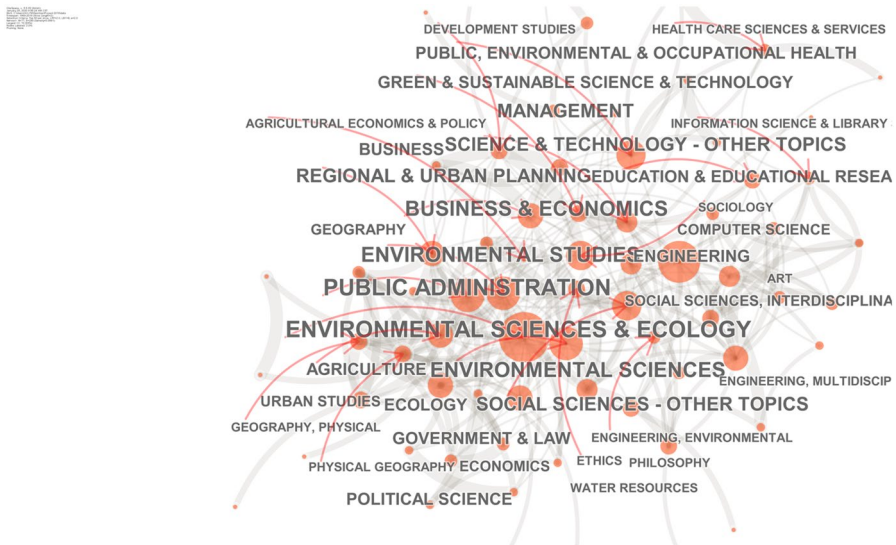 DEVELOPMENT STUDIES
HEALTH CARE SCIENCES & SERVICES
PUBLIC, ENVIRONMENTAL & OCCUPATIONAL HEALTH
GREEN & SUSTAINABLE SCIENCE & TECHNOLOGY
MANAGEMENT
AGRICULTURAL ECONOMICS & POLICY
INFORMATION SCIENCE & LIBRARY
BUSINESS
SCIENCE & TECHNOLOGY - OTHER TOPICS
REGIONAL & URBAN PLANNING
EDUCATION & EDUCATIONAL RESEA
BUSINESS & ECONOMICS
SOCIOLOGY
GEOGRAPHY
COMPUTER SCIENCE
ENVIRONMENTAL STUDIES
ENGINEERING
ART
PUBLIC ADMINISTRATION
SOCIAL SCIENCES, INTERDISCIPLINA
ENVIRONMENTAL SCIENCES & ECOLOGY
AGRICULTURE
ENVIRONMENTAL SCIENCES
ENGINEERING, MULTIDISCIP
URBAN STUDIES
ECOLOGY
SOCIAL SCIENCES - OTHER TOPICS
GEOGRAPHY, PHYSICAL
GOVERNMENT & LAW
ENGINEERING, ENVIRONMENTAL
PHYSICAL GEOGRAPHY
ECONOMICS
ETHICS
PHILOSOPHY
WATER RESOURCES
POLITICAL SCIENCE